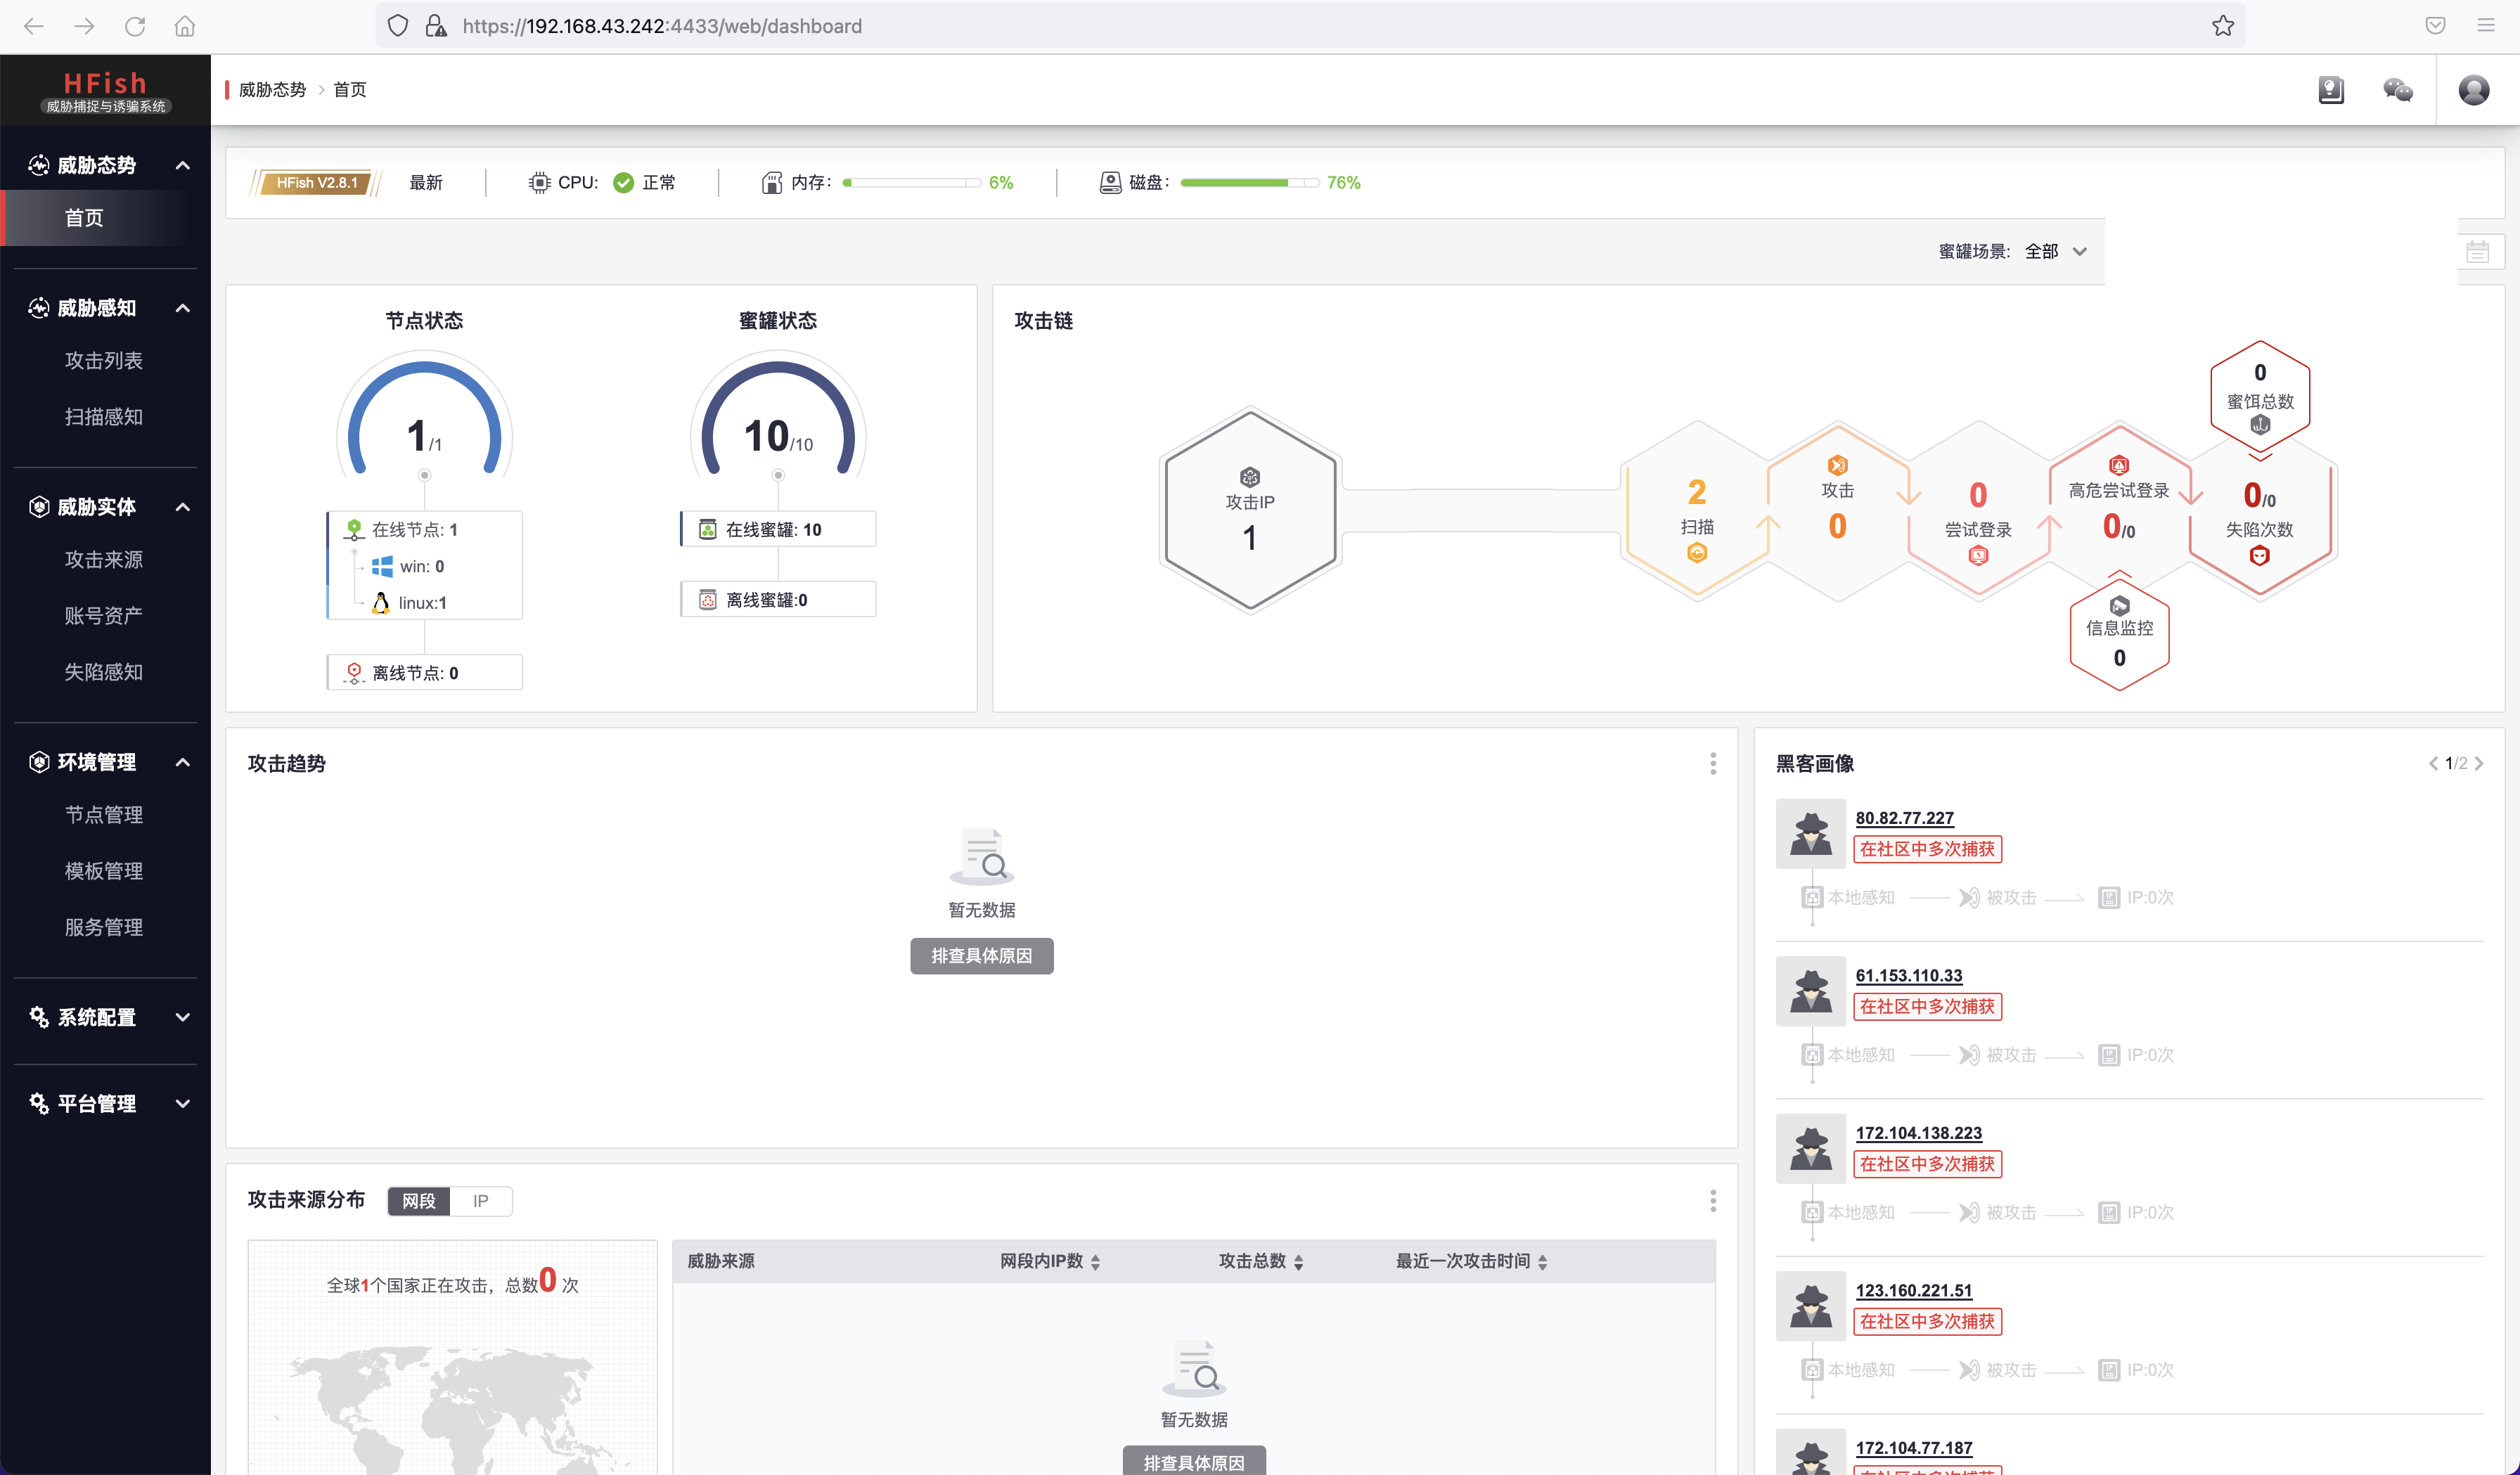 https://192.168.43.242:4433/web/dashboard
HFish
威胁捕捉与诱骗系统
威胁态势
首页
威胁感知
攻击列表
扫描感知
威胁实体
攻击来源
账号资产
失陷感知
环境管理
节点管理
模板管理
服务管理
系统配置
平台管理
威胁态势 > 首页
HFish V2.8.1 最新 CPU: 正常 内存: 6% 磁盘: 76%
蜜罐场景: 全部
节点状态
1/1
在线节点: 1
win: 0
linux:1
离线节点: 0
蜜罐状态
10/10
在线蜜罐: 10
离线蜜罐:0
攻击链
攻击IP
1
2
扫描
攻击
0
0
尝试登录
高危尝试登录
0/0
0
蜜饵总数
0/0
失陷次数
信息监控
0
攻击趋势
暂无数据
排查具体原因
攻击来源分布 网段 IP
全球1个国家正在攻击，总数0 次
威胁来源 网段内IP数 攻击总数 最近一次攻击时间
暂无数据
排查具体原因
黑客画像 1/2
80.82.77.227
在社区中多次捕获
本地感知 被攻击 IP:0次
61.153.110.33
在社区中多次捕获
本地感知 被攻击 IP:0次
172.104.138.223
在社区中多次捕获
本地感知 被攻击 IP:0次
123.160.221.51
在社区中多次捕获
本地感知 被攻击 IP:0次
172.104.77.187